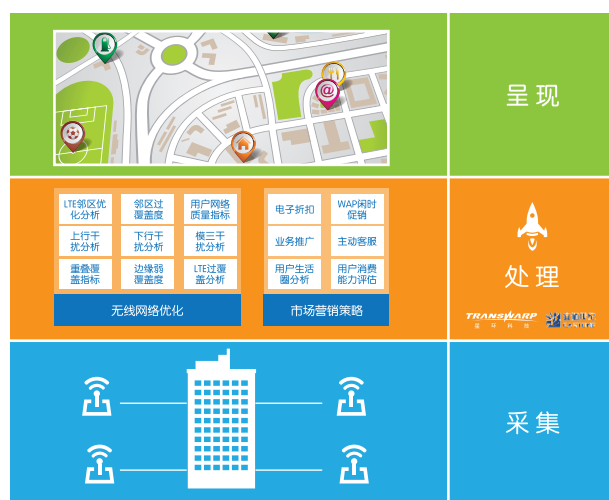 @
呈现
LTE邻区优
化分析
邻区过
覆盖度
用户网络
质量指标
上行干
扰分析
下行干
扰分析
模三干
扰分析
重叠覆
盖指标
边缘弱
覆盖度
LTE过覆
盖分析
无线网络优化
电子折扣
WAP闲时
促销
业务推广
主动客服
用户生活
圈分析
用户消费
能力评估
市场营销策略
处理
TRANSWARP
星环科技
采集